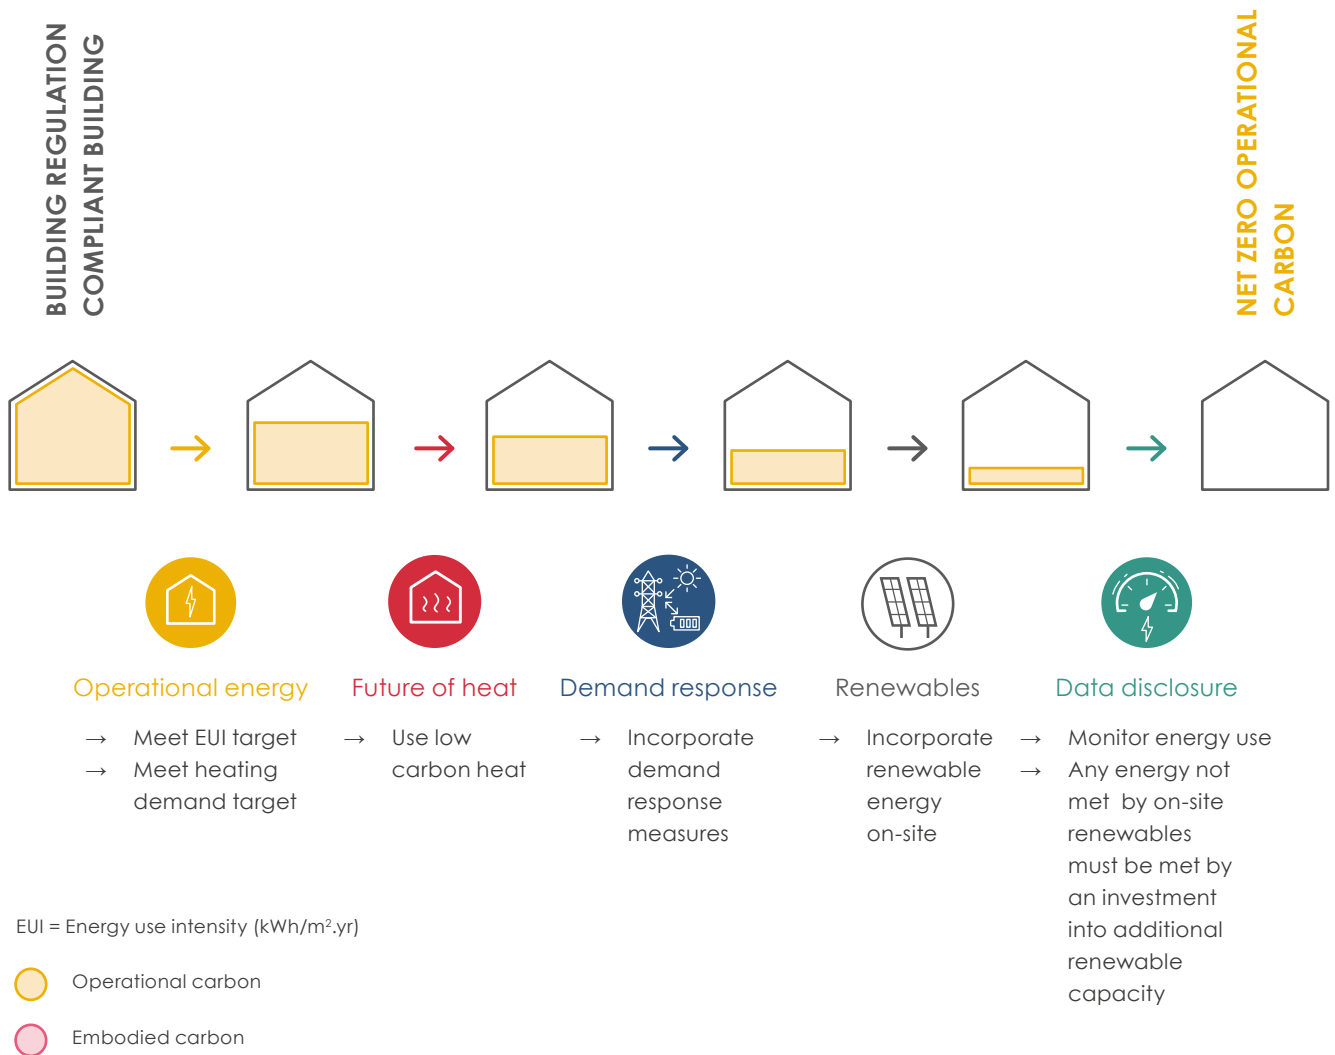 BUILDING REGULATION
COMPLIANT BUILDING
NET ZERO OPERATIONAL
CARBON
Operational energy
→ Meet EUI target
→ Meet heating
demand target
Future of heat
→ Use low
carbon heat
Demand response
→ Incorporate
demand
response
measures
Renewables
→ Incorporate
renewable
energy
on-site
Data disclosure
→ Monitor energy use
→ Any energy not
met by on-site
renewables
must be met by
an investment
into additional
renewable
capacity
EUI = Energy use intensity (kWh/m².yr)
Operational carbon
Embodied carbon